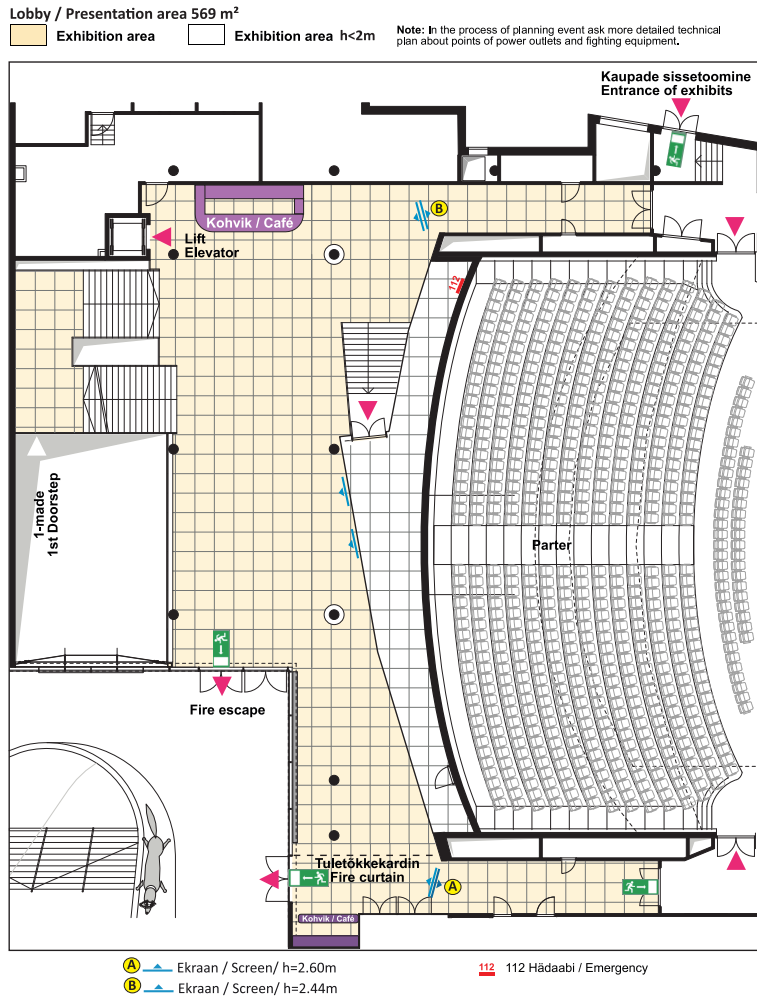 Lobby / Presentation area 569 m²
Exhibition area
Exhibition area h<2m
Note: In the process of planning event ask more detailed technical
plan about points of power outlets and fighting equipment.
Kaupade sissetoomine
Entrance of exhibits
Kohvik / Café
B
Lift
Elevator
112
1-made
1st Doorstep
Parter
Fire escape
Tuletõkkekardin
Fire curtain
A
Kohvik / Café
A Ekraan / Screen/ h=2.60m
B Ekraan / Screen/ h=2.44m
112 112 Hädaabi / Emergency